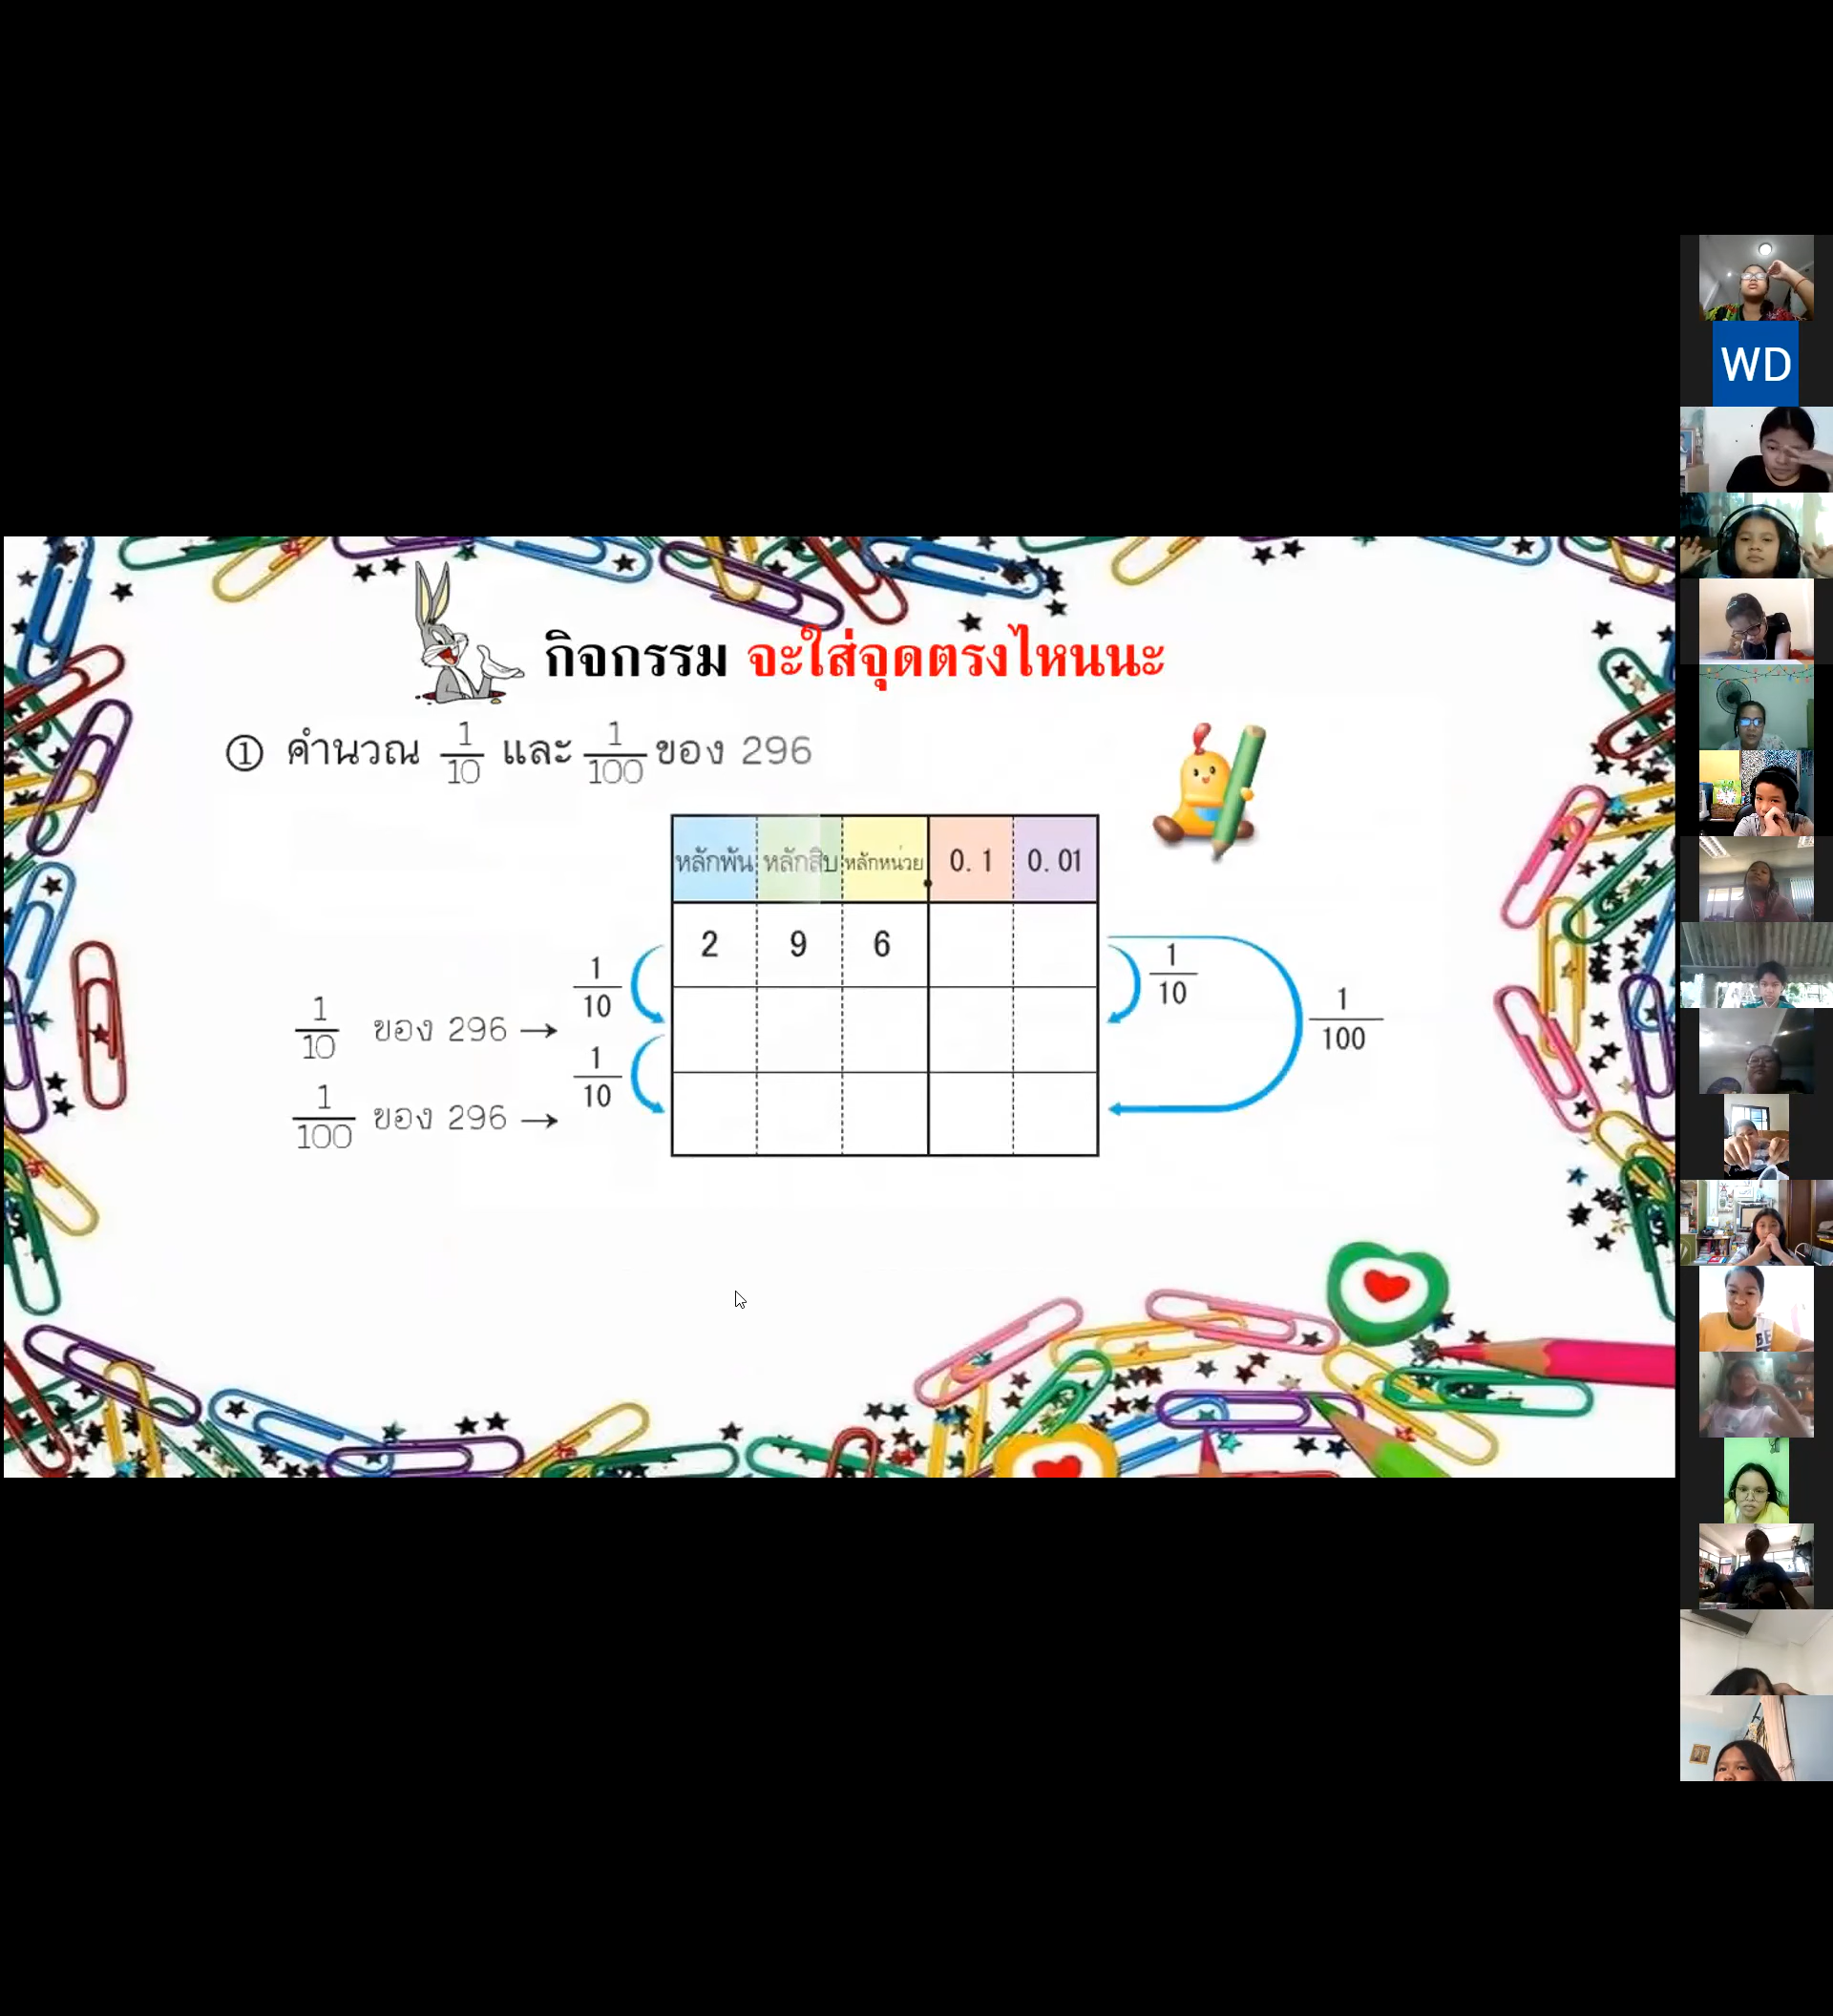 กิจกรรม จะใส่จุดตรงไหนนะ
① คำนวณ 1/10 และ 1/100 ของ 296
หลักพัน หลักสิบ หลักหน่วย 0.1 0.01
2 9 6
1/10 ของ 296 → 1/10
1/100 ของ 296 → 1/10
1/10
1/100
WD
BE